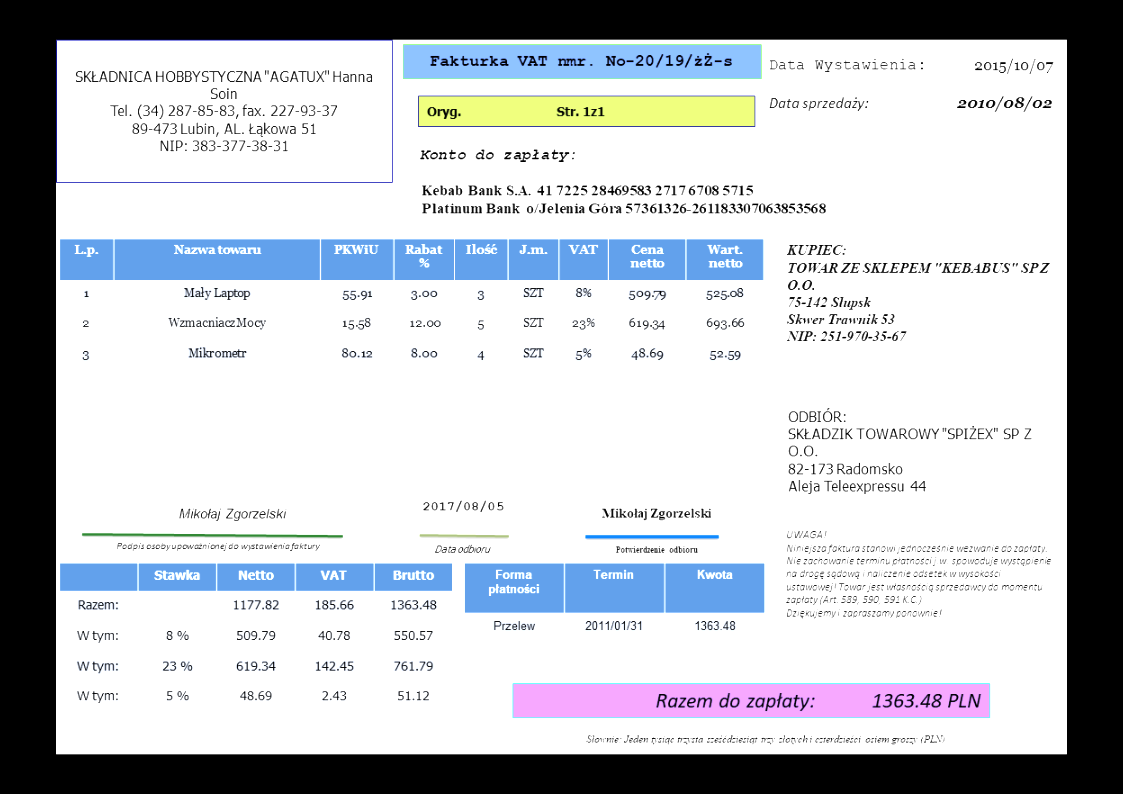 SKŁADNICA HOBBYSTYCZNA "AGATUX" Hanna
Soin
Tel. (34) 287-85-83, fax. 227-93-37
89-473 Lubin, AL. Łąkowa 51
NIP: 383-377-38-31
Fakturka VAT nmr. No-20/19/żŻ-s
Oryg. Str. 1z1
Data Wystawienia: 2015/10/07
Data sprzedaży: 2010/08/02
Konto do zapłaty:
Kebab Bank S.A. 41 7225 28469583 2717 6708 5715
Platinum Bank o/Jelenia Góra 57361326-261183307063853568
L.p. Nazwa towaru PKWiU Rabat % Ilość J.m. VAT Cena netto Wart. netto
1 Mały Laptop 55.91 3.00 3 SZT 8% 509.79 525.08
2 Wzmacniacz Mocy 15.58 12.00 5 SZT 23% 619.34 693.66
3 Mikrometr 80.12 8.00 4 SZT 5% 48.69 52.59
KUPIEC:
TOWAR ZE SKLEPEM "KEBABUS" SP Z
O.O.
75-142 Słupsk
Skwer Trawnik 53
NIP: 251-970-35-67
ODBIÓR:
SKŁADZIK TOWAROWY "SPIŻEX" SP Z
O.O.
82-173 Radomsko
Aleja Teleexpressu 44
Mikołaj Zgorzelski
Podpis osoby upoważnionej do wystawienia faktury
2017/08/05
Data odbioru
Mikołaj Zgorzelski
Potwierdzenie odbioru
UWAGA!
Niniejsza faktura stanowi jednocześnie wezwanie do zapłaty.
Nie zachowanie terminu płatności j.w. spowoduje wystąpienie
na drogę sądową i naliczenie odsetek w wysokości
ustawowej! Towar jest własnością sprzedawcy do momentu
zapłaty (Art. 589, 590, 591 K.C.)
Dziękujemy i zapraszamy ponownie!
Stawka Netto VAT Brutto
Razem: 1177.82 185.66 1363.48
W tym: 8 % 509.79 40.78 550.57
W tym: 23 % 619.34 142.45 761.79
W tym: 5 % 48.69 2.43 51.12
Forma płatności Termin Kwota
Przelew 2011/01/31 1363.48
Razem do zapłaty: 1363.48 PLN
Słownie: Jeden tysiąc trzysta sześćdziesiąt trzy złotych i czterdzieści osiem groszy (PLN)